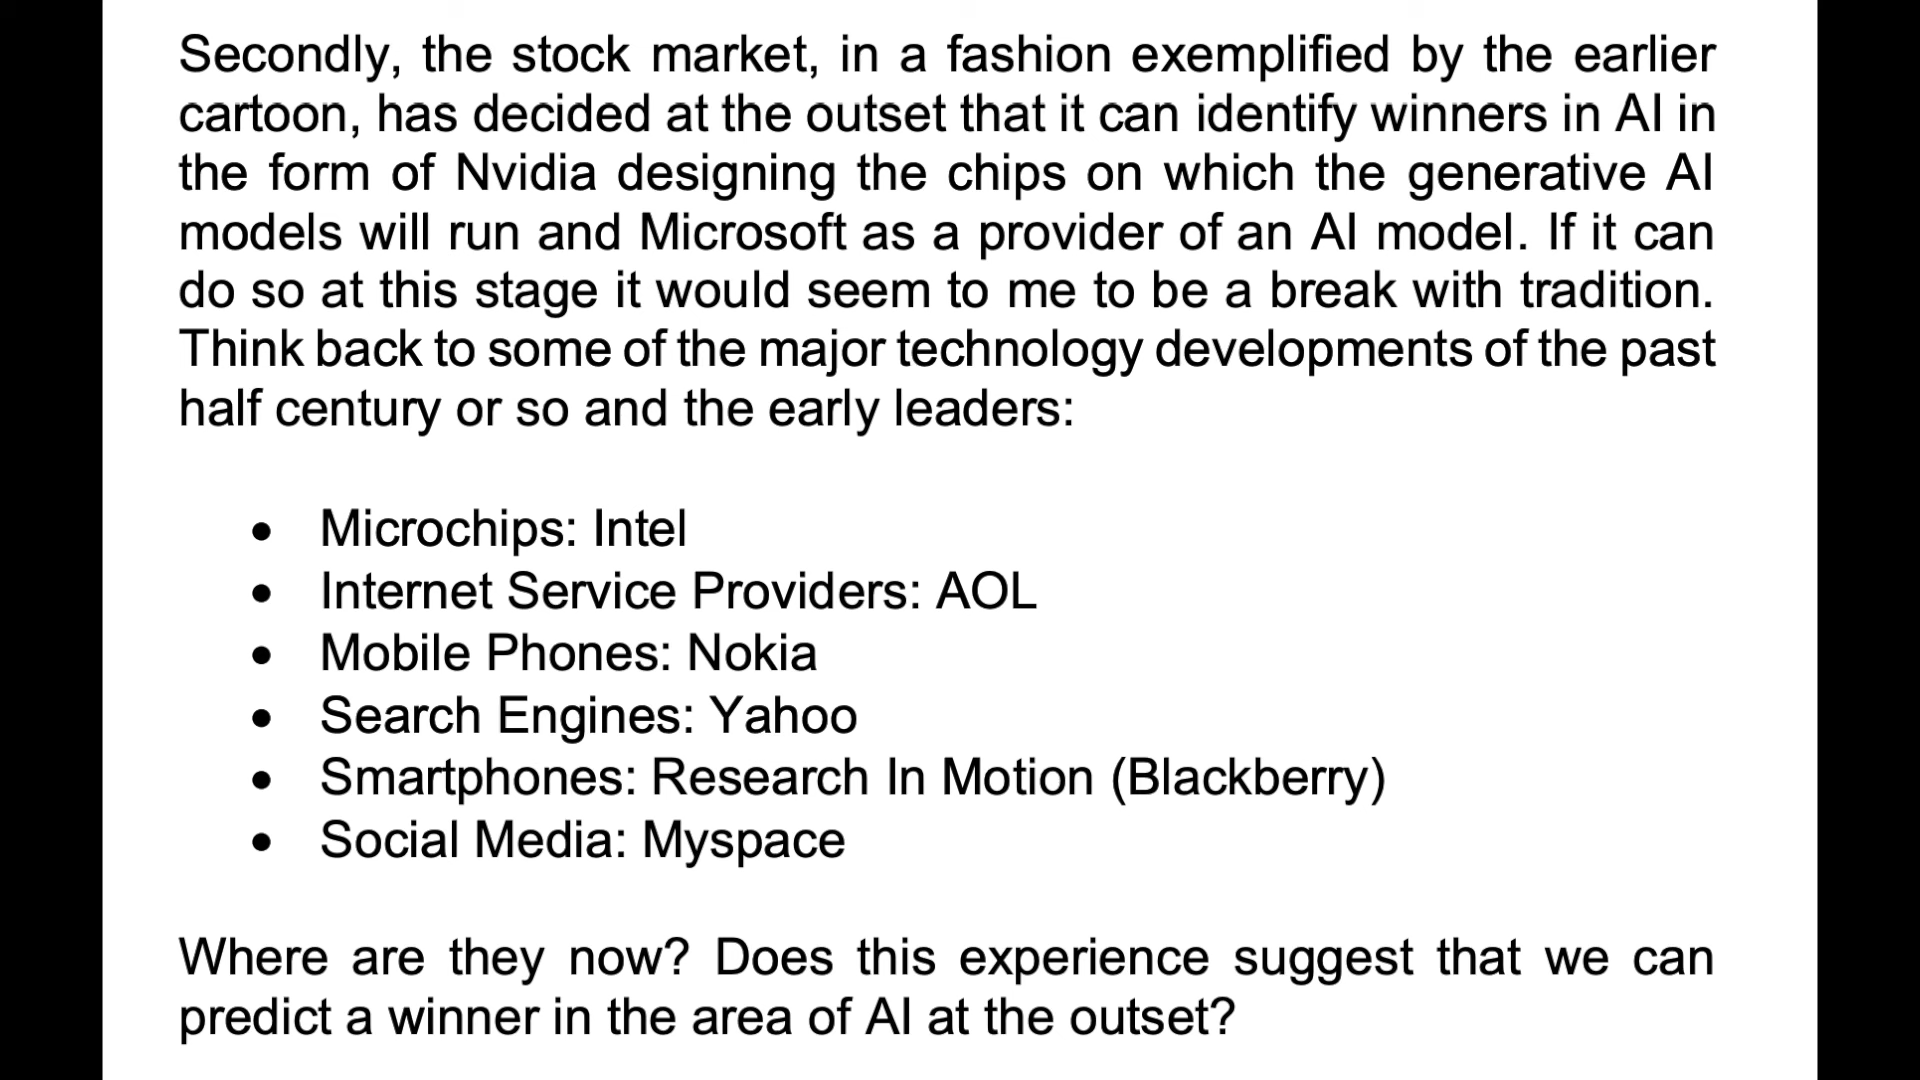 Secondly, the stock market, in a fashion exemplified by the earlier
cartoon, has decided at the outset that it can identify winners in AI in
the form of Nvidia designing the chips on which the generative AI
models will run and Microsoft as a provider of an AI model. If it can
do so at this stage it would seem to me to be a break with tradition.
Think back to some of the major technology developments of the past
half century or so and the early leaders:
• Microchips: Intel
• Internet Service Providers: AOL
• Mobile Phones: Nokia
• Search Engines: Yahoo
• Smartphones: Research In Motion (Blackberry)
• Social Media: Myspace
Where are they now? Does this experience suggest that we can
predict a winner in the area of AI at the outset?